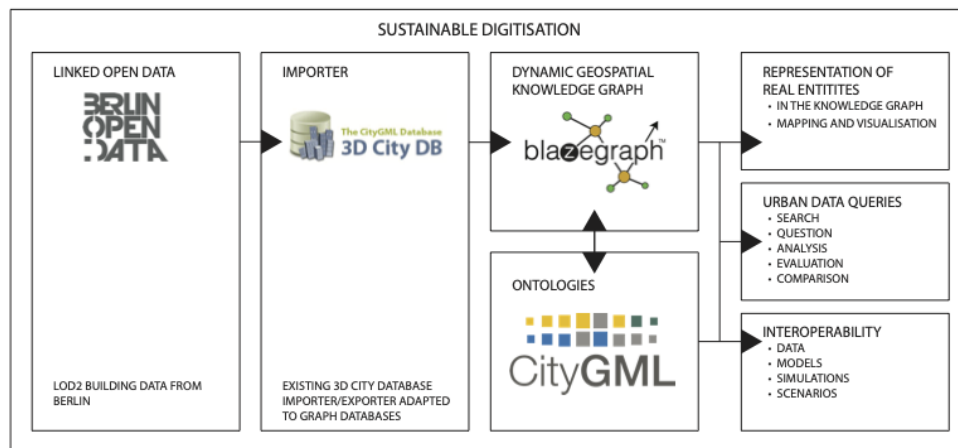 SUSTAINABLE DIGITISATION
LINKED OPEN DATA
BERLIN
OPEN
DATA
LOD2 BUILDING DATA FROM
BERLIN
IMPORTER
The CityGML Database
3D City DB
EXISTING 3D CITY DATABASE
IMPORTER/EXPORTER ADAPTED
TO GRAPH DATABASES
DYNAMIC GEOSPATIAL
KNOWLEDGE GRAPH
blazegraph™
ONTOLOGIES
CityGML
REPRESENTATION OF
REAL ENTITITES
• IN THE KNOWLEDGE GRAPH
• MAPPING AND VISUALISATION
URBAN DATA QUERIES
• SEARCH
• QUESTION
• ANALYSIS
• EVALUATION
• COMPARISON
INTEROPERABILITY
• DATA
• MODELS
• SIMULATIONS
• SCENARIOS